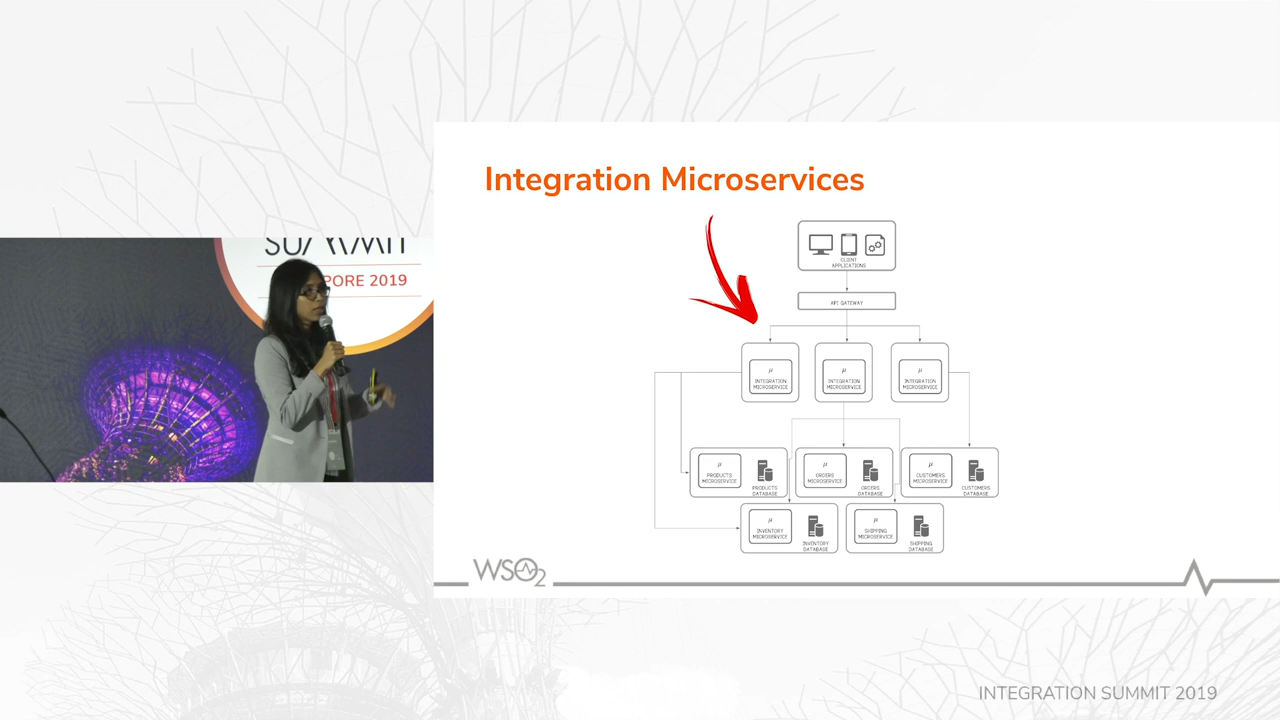 Integration Microservices
CLIENT
APPLICATIONS
API GATEWAY
μ
INTEGRATION
MICROSERVICE
μ
INTEGRATION
MICROSERVICE
μ
INTEGRATION
MICROSERVICE
μ
PRODUCTS
MICROSERVICE
PRODUCTS
DATABASE
μ
ORDERS
MICROSERVICE
ORDERS
DATABASE
μ
CUSTOMERS
MICROSERVICE
CUSTOMERS
DATABASE
μ
INVENTORY
MICROSERVICE
INVENTORY
DATABASE
μ
SHIPPING
MICROSERVICE
SHIPPING
DATABASE
WSO2
SUMMIT
PORE 2019
INTEGRATION SUMMIT 2019